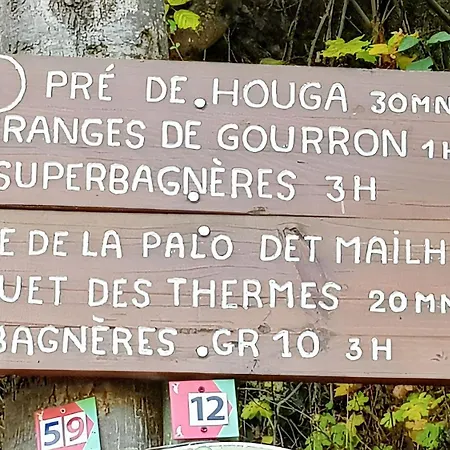 PRÉ DE HOUGA 30MN
RANGES DE GOURRON 1H
SUPERBAGNÈRES 3H
E DE LA PALO DET MAILH
UET DES THERMES 20MN
BAGNÈRES GR 10 3H
59
12